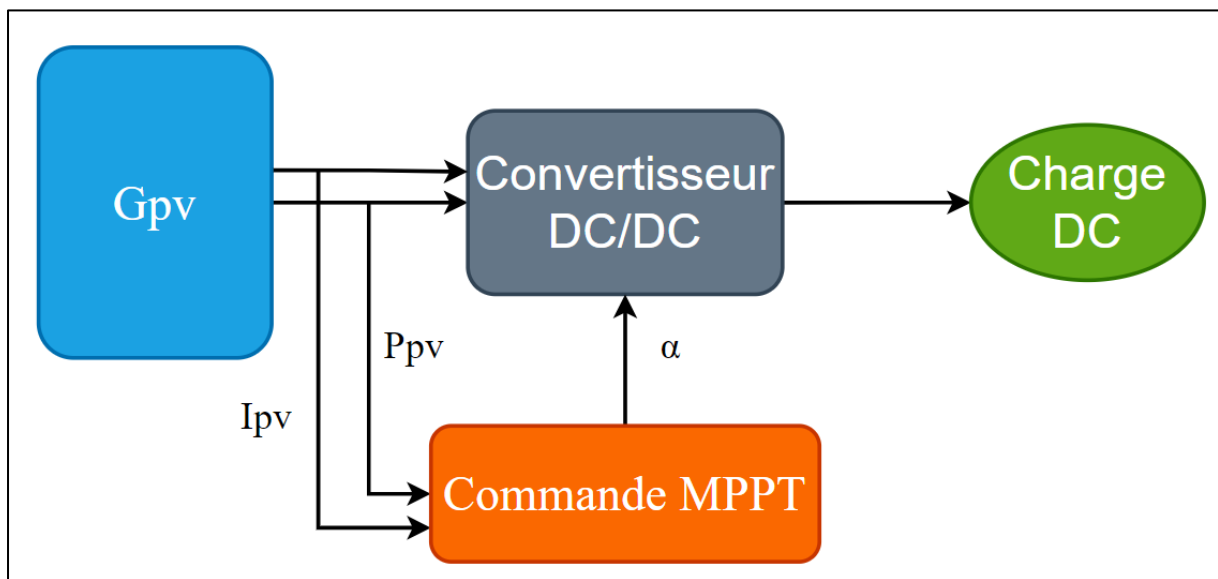 Gpv
Convertisseur
DC/DC
Charge
DC
Ppv
α
Ipv
Commande MPPT